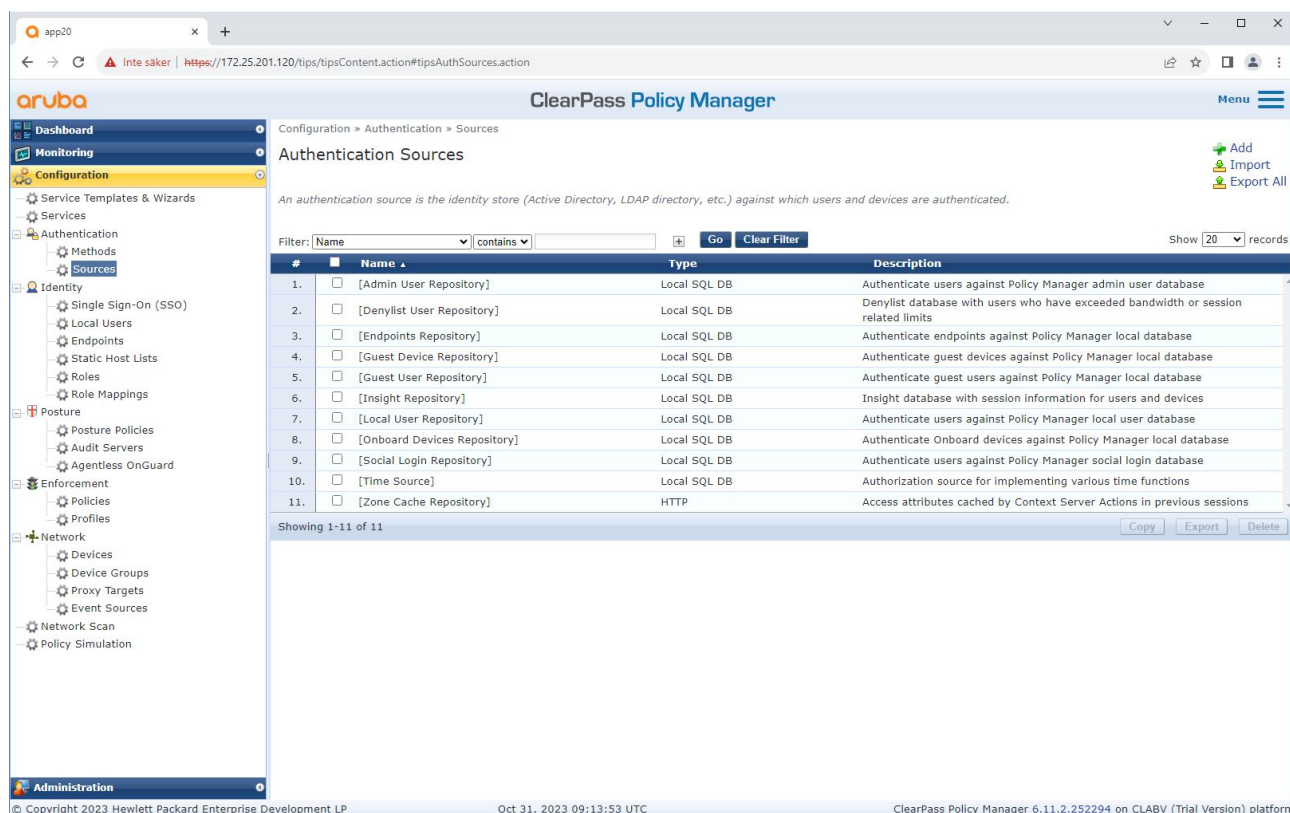 app20
Inte säker | https://172.25.201.120/tips/tipsContent.action#tipsAuthSources.action
aruba
ClearPass Policy Manager
Menu
Dashboard
Monitoring
Configuration
Service Templates & Wizards
Services
Authentication
Methods
Sources
Identity
Single Sign-On (SSO)
Local Users
Endpoints
Static Host Lists
Roles
Role Mappings
Posture
Posture Policies
Audit Servers
Agentless OnGuard
Enforcement
Policies
Profiles
Network
Devices
Device Groups
Proxy Targets
Event Sources
Network Scan
Policy Simulation
Administration
Configuration » Authentication » Sources
Authentication Sources
Add
Import
Export All
An authentication source is the identity store (Active Directory, LDAP directory, etc.) against which users and devices are authenticated.
Filter: Name contains + Go Clear Filter Show 20 records
# Name ▲ Type Description
1. [Admin User Repository] Local SQL DB Authenticate users against Policy Manager admin user database
2. [Denylist User Repository] Local SQL DB Denylist database with users who have exceeded bandwidth or session
related limits
3. [Endpoints Repository] Local SQL DB Authenticate endpoints against Policy Manager local database
4. [Guest Device Repository] Local SQL DB Authenticate guest devices against Policy Manager local database
5. [Guest User Repository] Local SQL DB Authenticate guest users against Policy Manager local database
6. [Insight Repository] Local SQL DB Insight database with session information for users and devices
7. [Local User Repository] Local SQL DB Authenticate users against Policy Manager local user database
8. [Onboard Devices Repository] Local SQL DB Authenticate Onboard devices against Policy Manager local database
9. [Social Login Repository] Local SQL DB Authenticate users against Policy Manager social login database
10. [Time Source] Local SQL DB Authorization source for implementing various time functions
11. [Zone Cache Repository] HTTP Access attributes cached by Context Server Actions in previous sessions
Showing 1-11 of 11 Copy Export Delete
© Copyright 2023 Hewlett Packard Enterprise Development LP Oct 31, 2023 09:13:53 UTC ClearPass Policy Manager 6.11.2.252294 on CLABV (Trial Version) platform